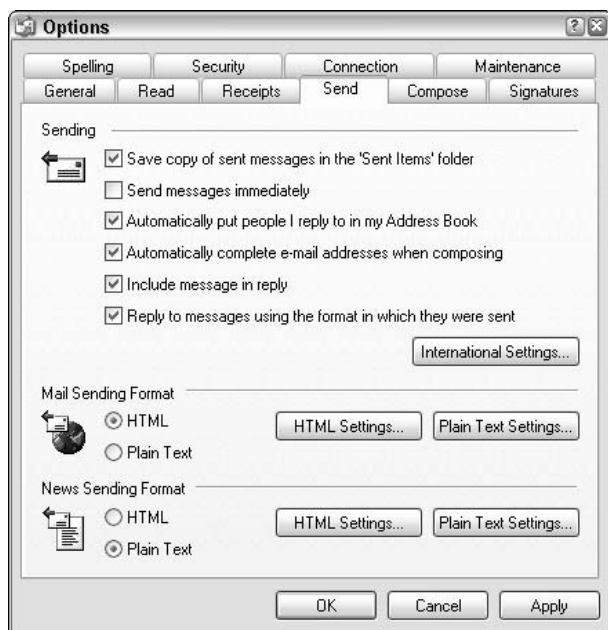 Options
Spelling Security Connection Maintenance
General Read Receipts Send Compose Signatures
Sending
Save copy of sent messages in the 'Sent Items' folder
Send messages immediately
Automatically put people I reply to in my Address Book
Automatically complete e-mail addresses when composing
Include message in reply
Reply to messages using the format in which they were sent
International Settings...
Mail Sending Format
HTML HTML Settings... Plain Text Settings...
Plain Text
News Sending Format
HTML HTML Settings... Plain Text Settings...
Plain Text
OK Cancel Apply